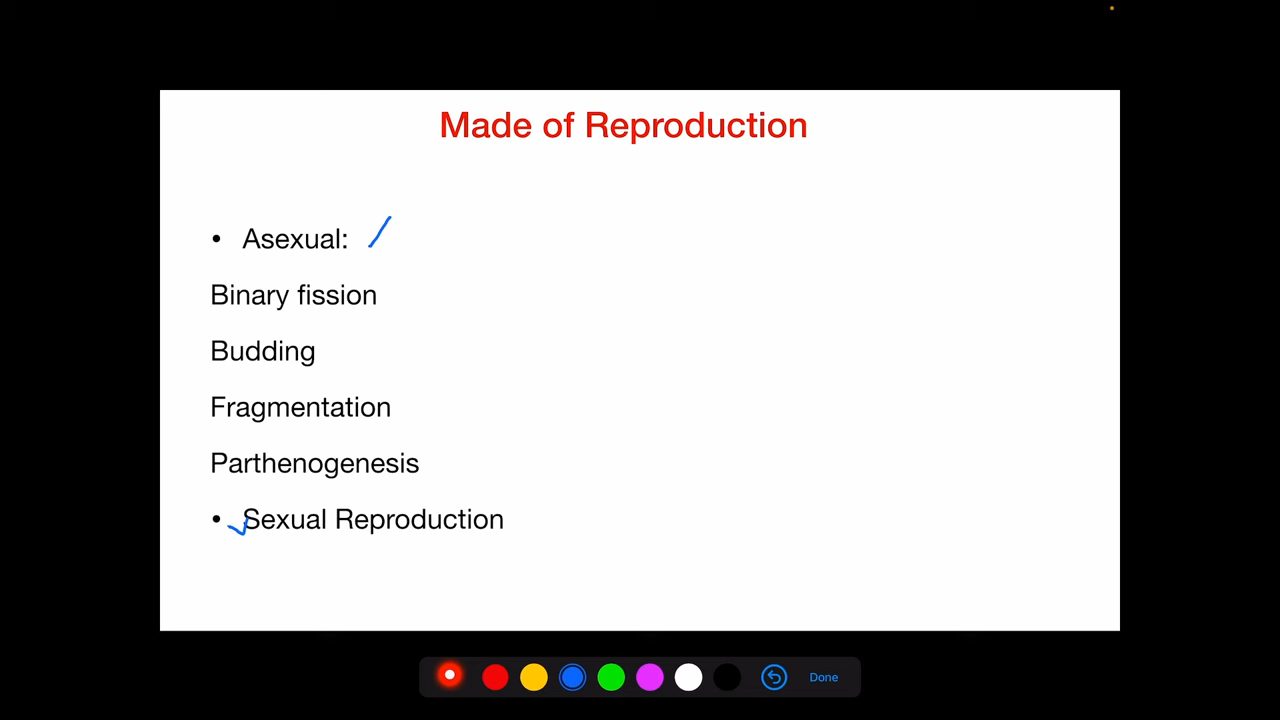 Made of Reproduction
• Asexual:
Binary fission
Budding
Fragmentation
Parthenogenesis
• Sexual Reproduction
Done